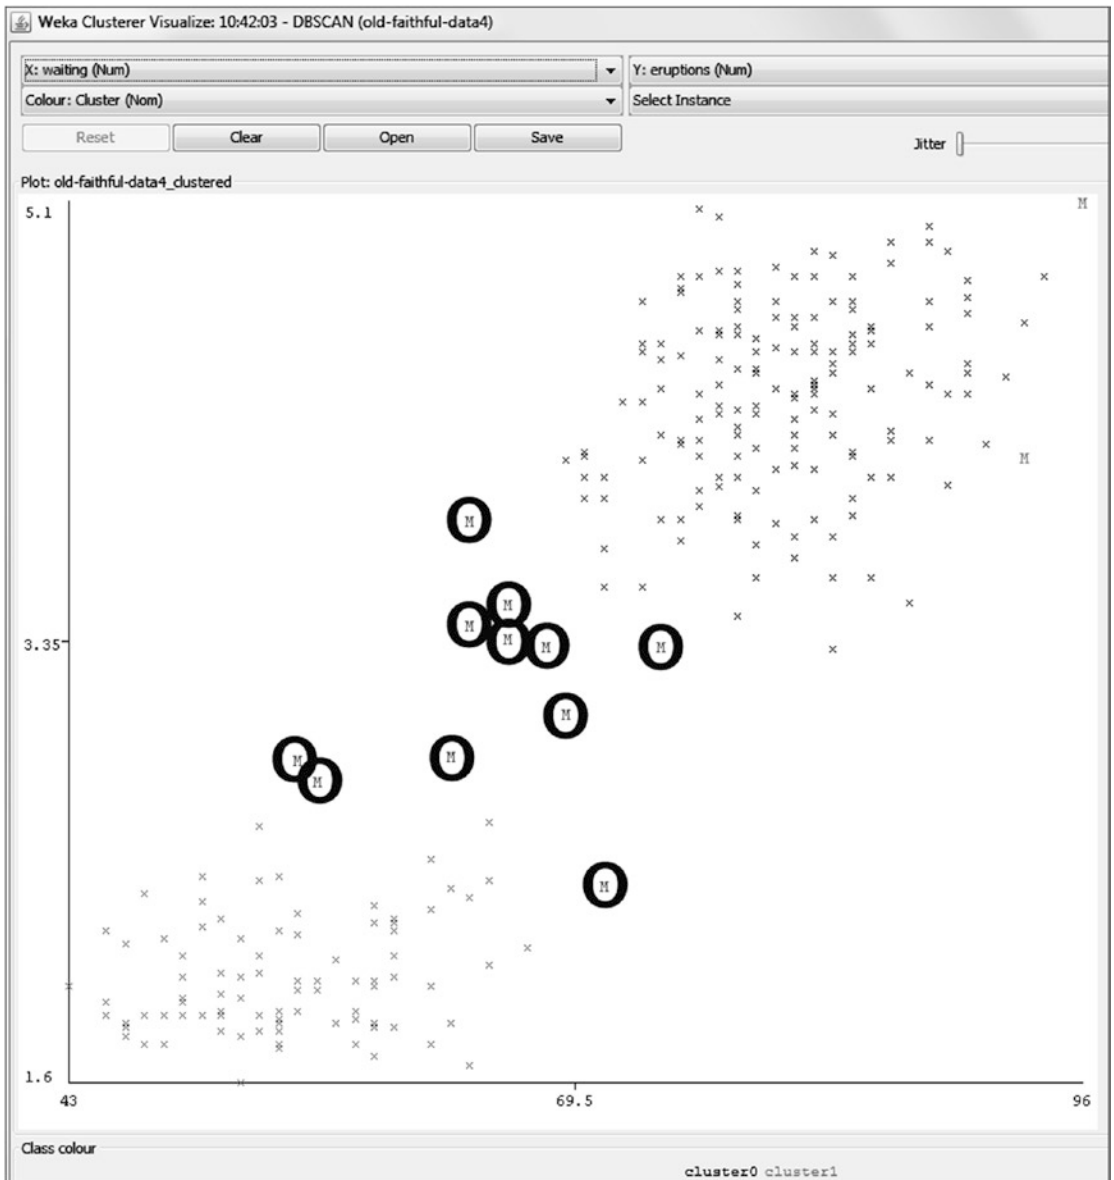 Weka Clusterer Visualize: 10:42:03 - DBSCAN (old-faithful-data4)
X: waiting (Num) Y: eruptions (Num)
Colour: Cluster (Nom) Select Instance
Reset Clear Open Save Jitter
Plot: old-faithful-data4_clustered
5.1 M
M
M
M
M
3.35 M M M
M
M M
M
M
1.6
43 69.5 96
Class colour
cluster0 cluster1